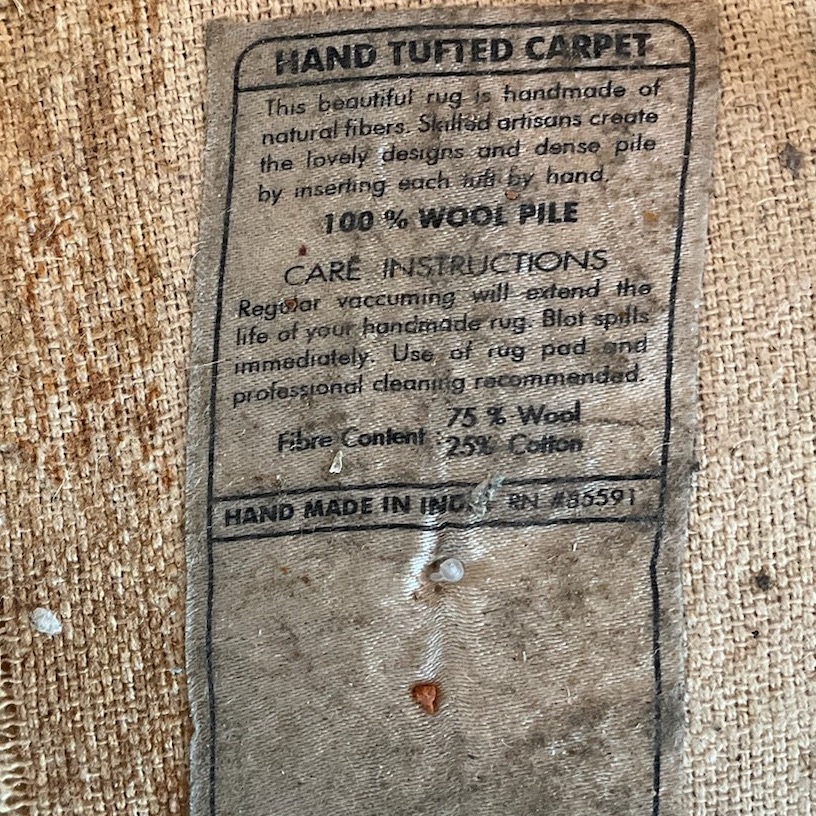 HAND TUFTED CARPET
This beautiful rug is handmade of
natural fibers. Skilled artisans create
the lovely designs and dense pile
by inserting each tuft by hand.
100 % WOOL PILE
CARE INSTRUCTIONS
Regular vaccuming will extend the
life of your handmade rug. Blot spills
immediately. Use of rug pad and
professional cleaning recommended.
75 % Wool
Fibre Content :
25% Cotton
HAND MADE IN INDIA RN